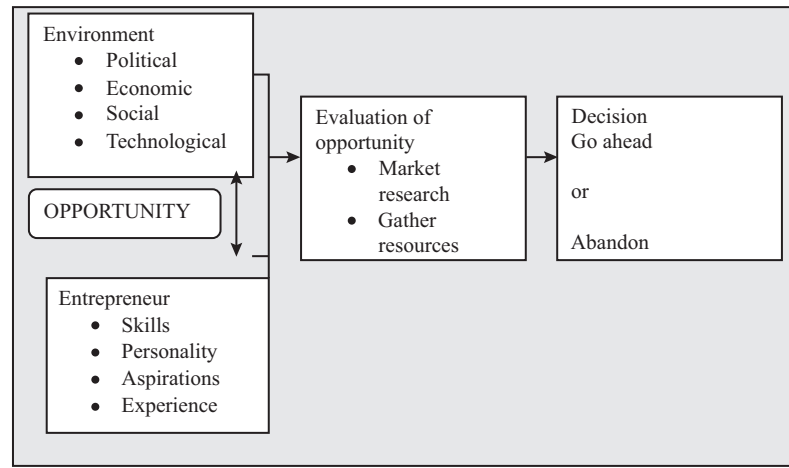 Environment
• Political
• Economic
• Social
• Technological
OPPORTUNITY
Entrepreneur
• Skills
• Personality
• Aspirations
• Experience
Evaluation of
opportunity
• Market
research
• Gather
resources
Decision
Go ahead
or
Abandon